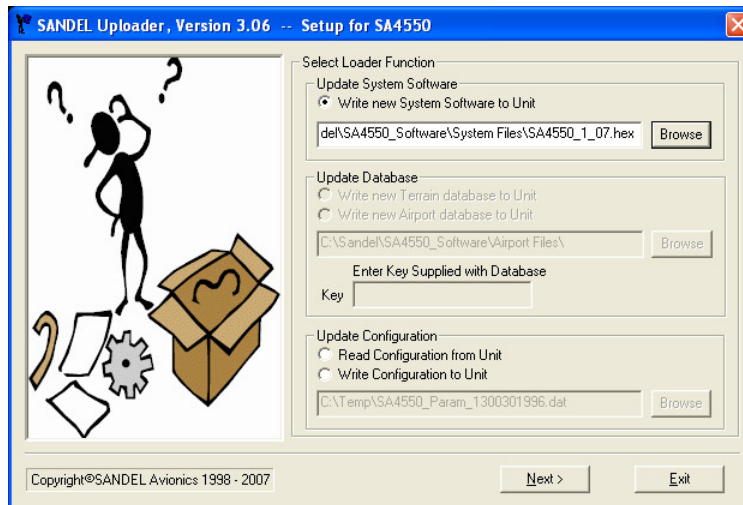 SANDEL Uploader, Version 3.06 -- Setup for SA4550
Select Loader Function
Update System Software
Write new System Software to Unit
del\SA4550_Software\System Files\SA4550_1_07.hex
Browse
Update Database
Write new Terrain database to Unit
Write new Airport database to Unit
C:\Sandel\SA4550_Software\Airport Files\
Browse
Enter Key Supplied with Database
Key
Update Configuration
Read Configuration from Unit
Write Configuration to Unit
C:\Temp\SA4550_Param_1300301996.dat
Browse
Copyright©SANDEL Avionics 1998 - 2007
Next >
Exit